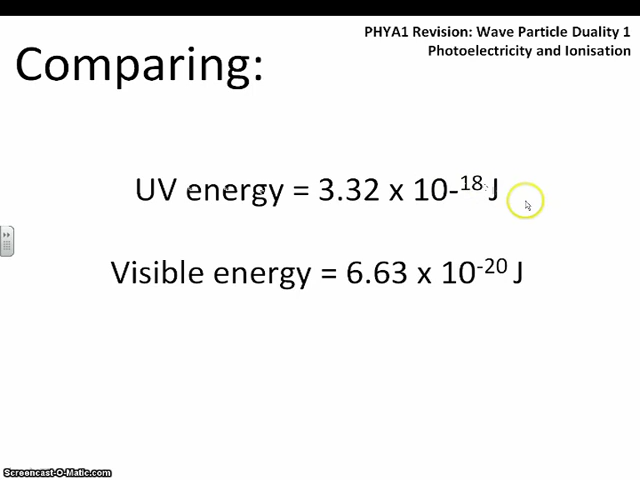 PHYA1 Revision: Wave Particle Duality 1
Photoelectricity and Ionisation
Comparing:
UV energy = 3.32 x 10-¹⁸ J
Visible energy = 6.63 x 10⁻²⁰ J
Screencast-O-Matic.com